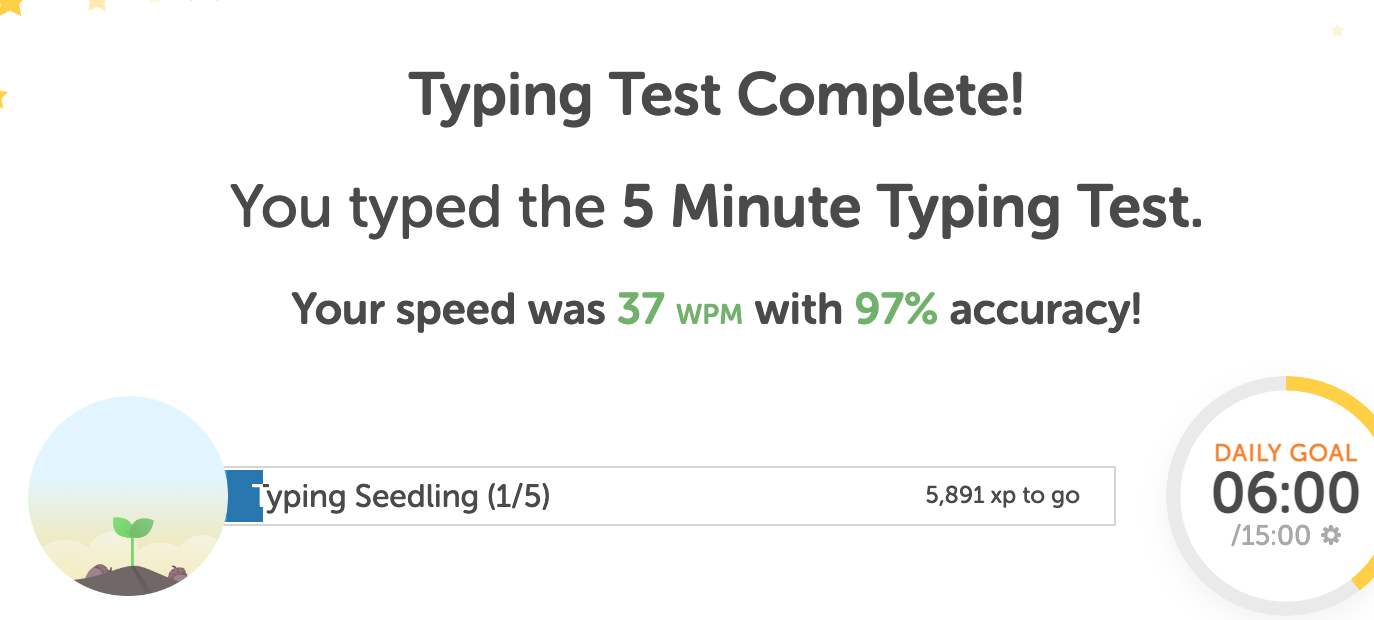 Typing Test Complete!
You typed the 5 Minute Typing Test.
Your speed was 37 WPM with 97% accuracy!
Typing Seedling (1/5)
5,891 xp to go
DAILY GOAL
06:00
/15:00